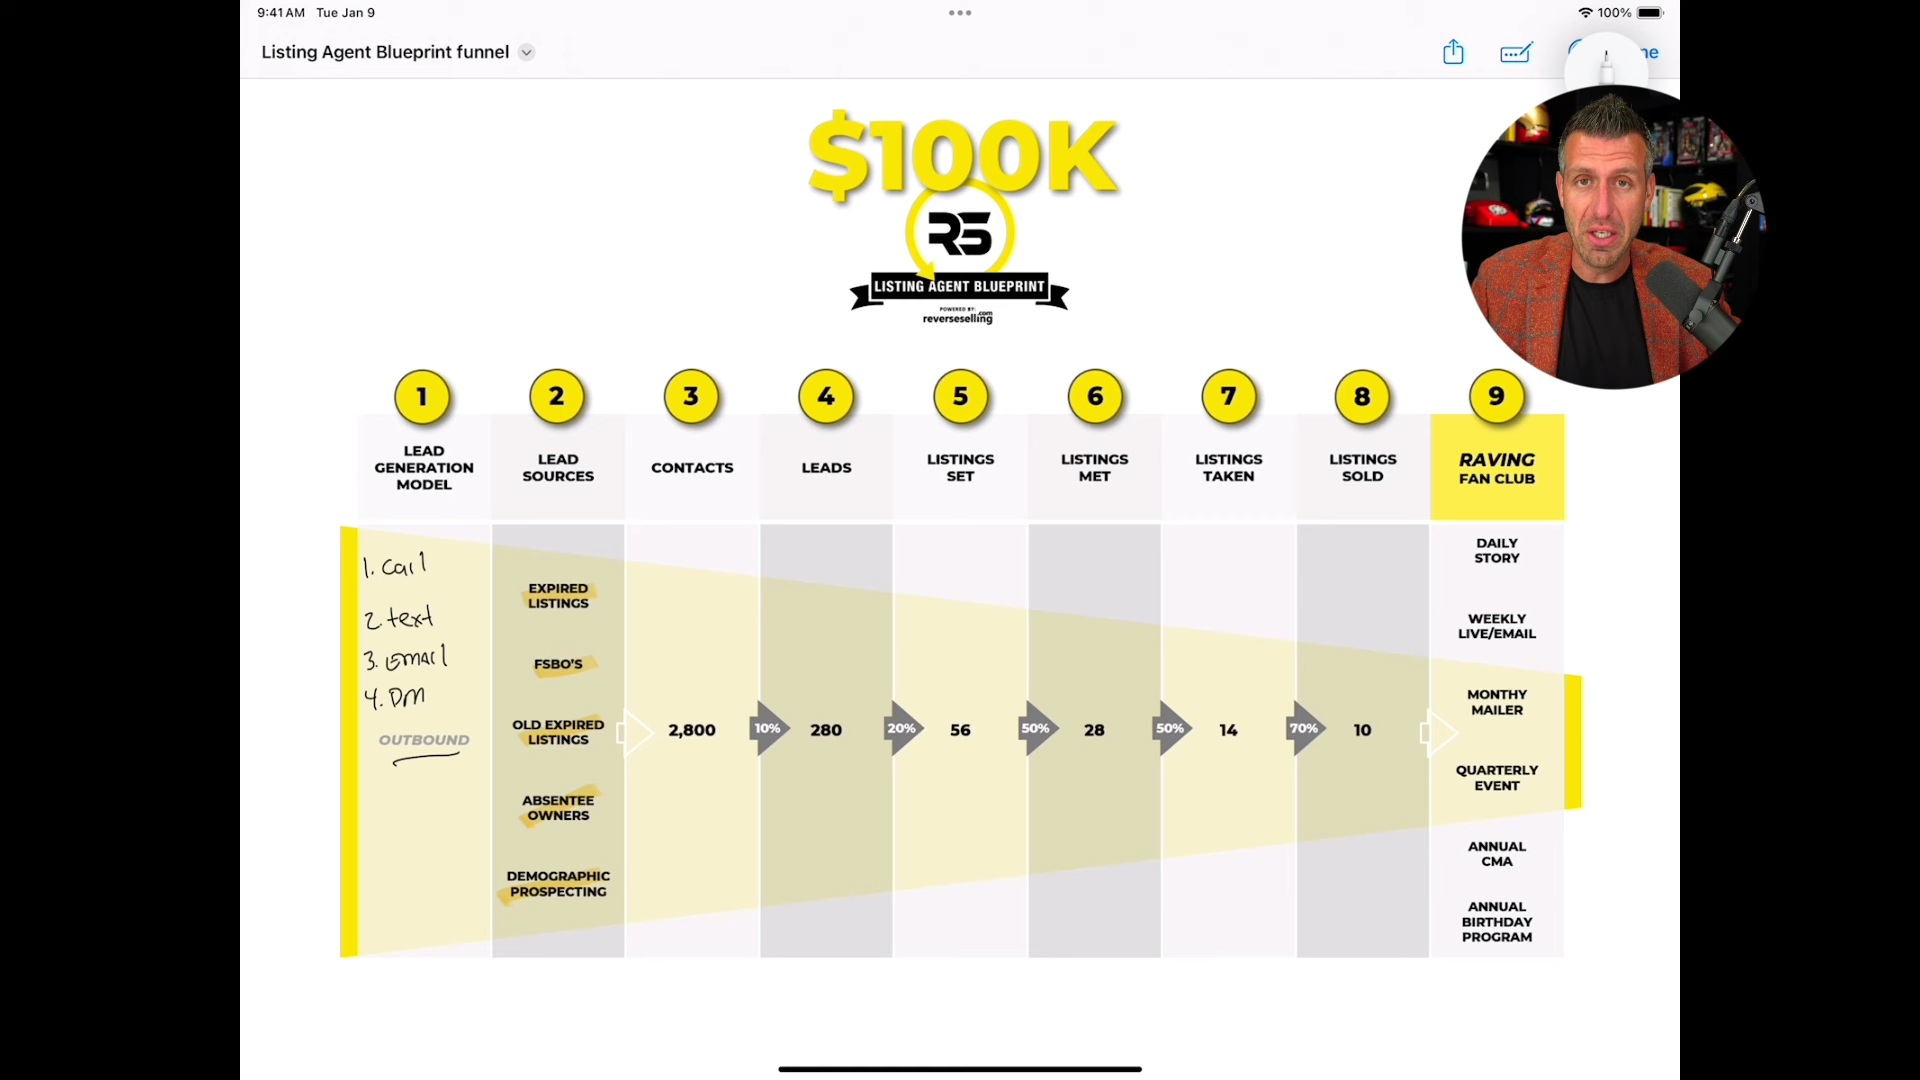 9:41 AM Tue Jan 9
100%
Listing Agent Blueprint funnel
$100K
RS
LISTING AGENT BLUEPRINT
POWERED BY:
reverseselling.com
1
2
3
4
5
6
7
8
9
LEAD
GENERATION
MODEL
LEAD
SOURCES
CONTACTS
LEADS
LISTINGS
SET
LISTINGS
MET
LISTINGS
TAKEN
LISTINGS
SOLD
RAVING
FAN CLUB
1. Call
2. text
3. EMAIL
4. DM
OUTBOUND
EXPIRED
LISTINGS
FSBO'S
OLD EXPIRED
LISTINGS
ABSENTEE
OWNERS
DEMOGRAPHIC
PROSPECTING
2,800
10%
280
20%
56
50%
28
50%
14
70%
10
DAILY
STORY
WEEKLY
LIVE/EMAIL
MONTHY
MAILER
QUARTERLY
EVENT
ANNUAL
CMA
ANNUAL
BIRTHDAY
PROGRAM